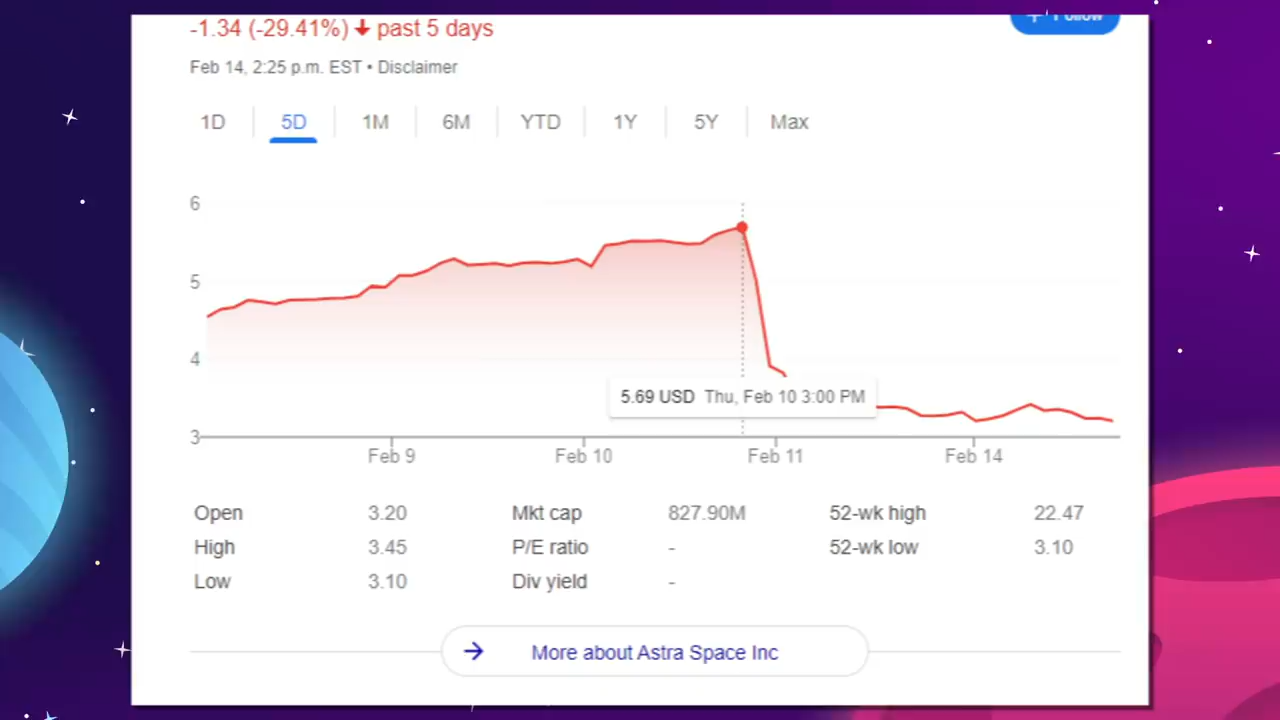 -1.34 (-29.41%) ↓ past 5 days
+ Follow
Feb 14, 2:25 p.m. EST • Disclaimer
1D 5D 1M 6M YTD 1Y 5Y Max
6
5
4
5.69 USD Thu, Feb 10 3:00 PM
3
Feb 9 Feb 10 Feb 11 Feb 14
Open 3.20 Mkt cap 827.90M 52-wk high 22.47
High 3.45 P/E ratio - 52-wk low 3.10
Low 3.10 Div yield -
→ More about Astra Space Inc